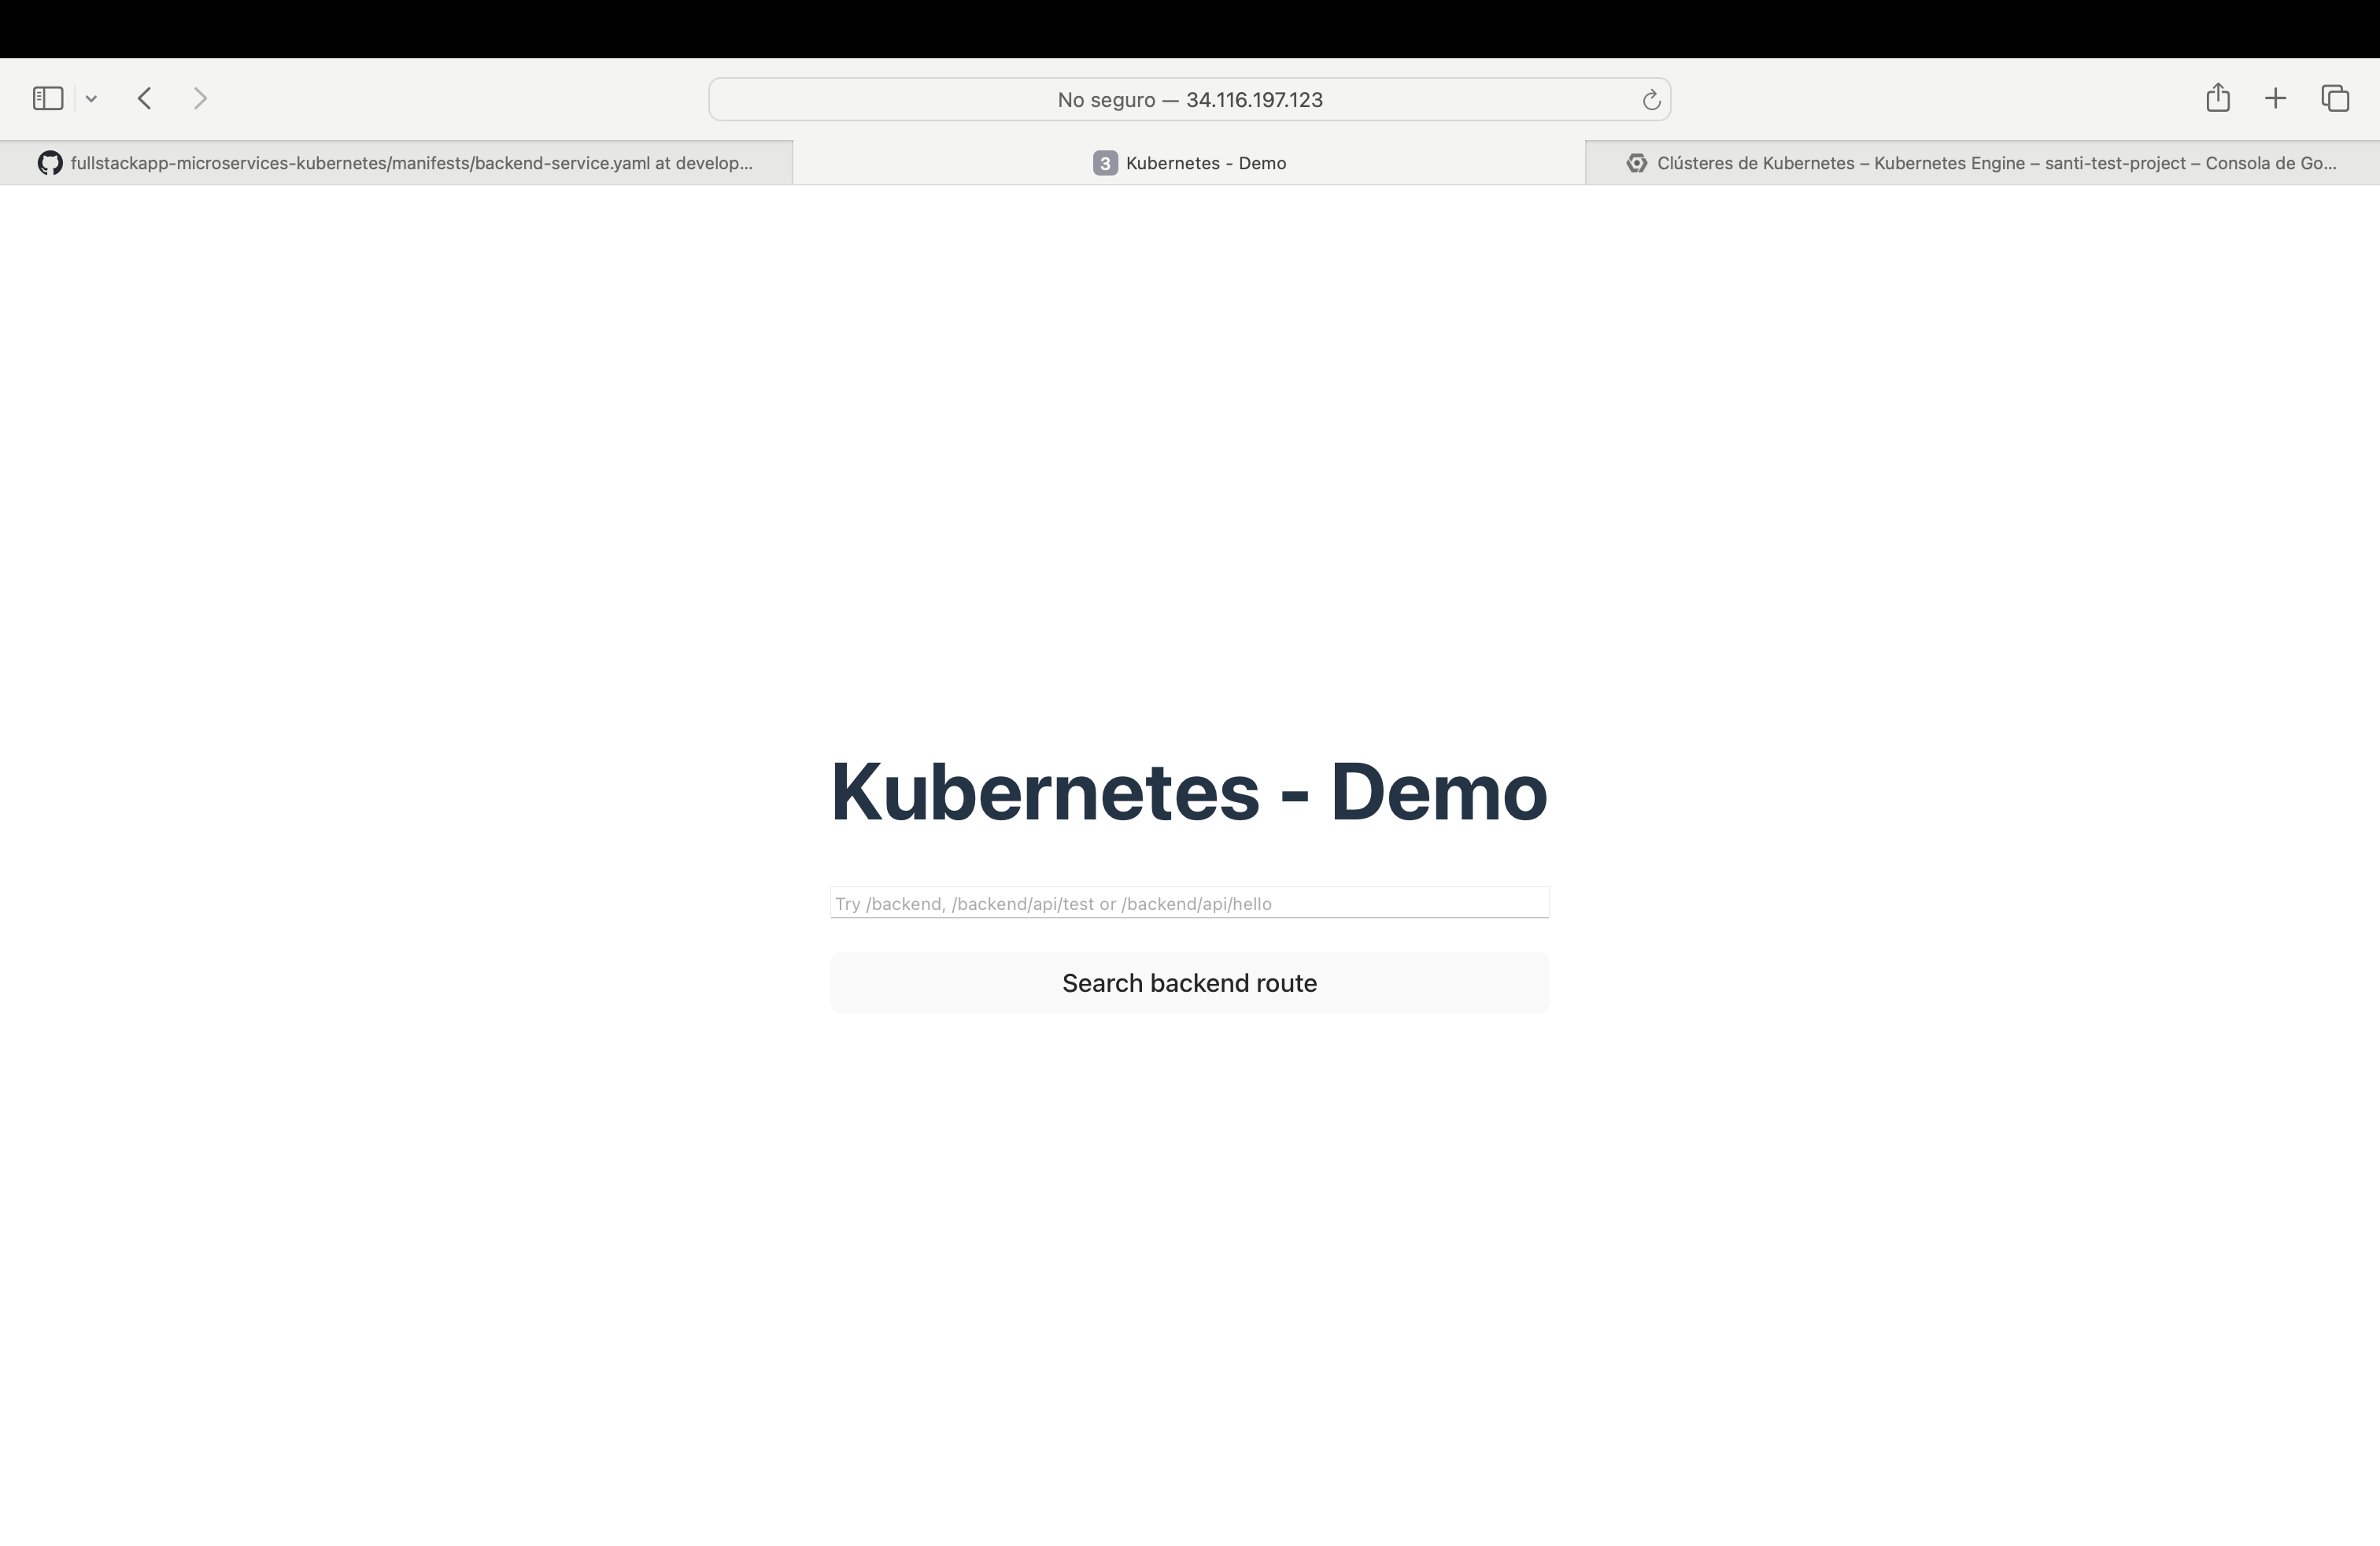 No seguro — 34.116.197.123
fullstackapp-microservices-kubernetes/manifests/backend-service.yaml at develop...
3 Kubernetes - Demo
Clústeres de Kubernetes – Kubernetes Engine – santi-test-project – Consola de Go...
Kubernetes - Demo
Try /backend, /backend/api/test or /backend/api/hello
Search backend route